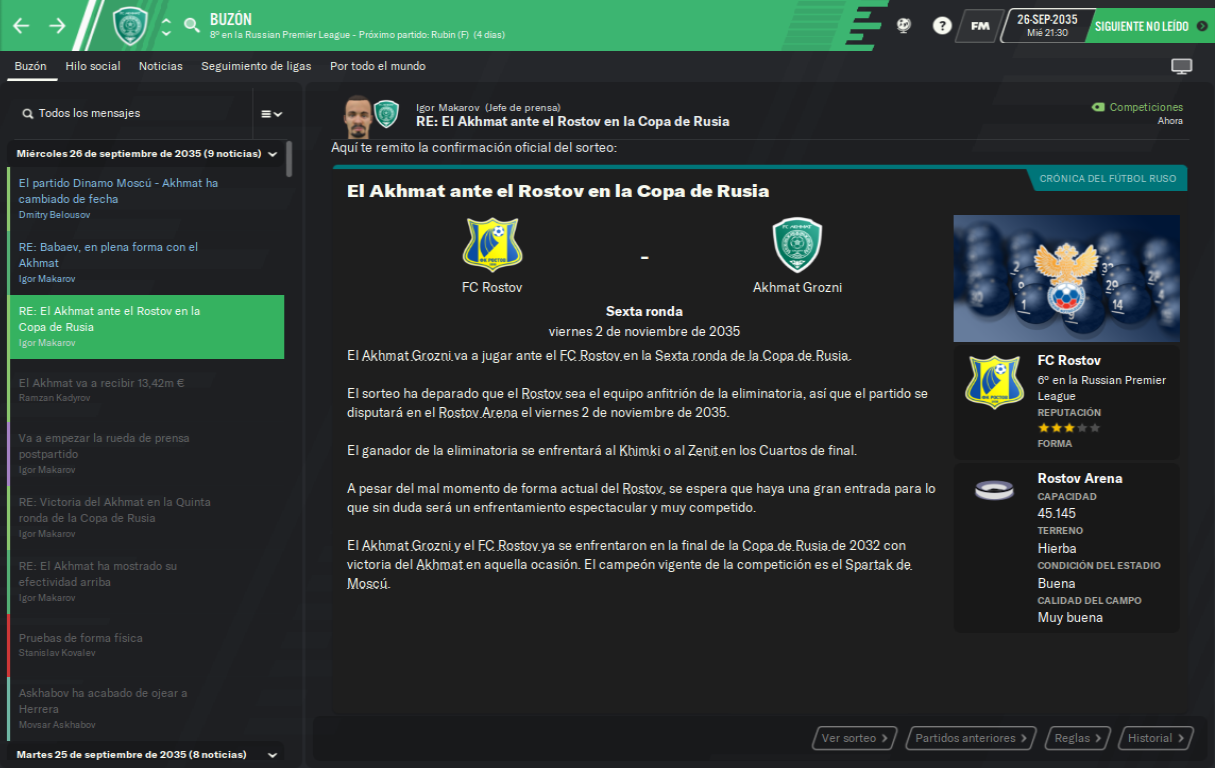 BUZÓN
8º en la Russian Premier League - Próximo partido: Rubin (F) (4 días)
?
FM
26-SEP-2035
Mié 21:30
SIGUIENTE NO LEÍDO
Buzón
Hilo social
Noticias
Seguimiento de ligas
Por todo el mundo
Todos los mensajes
Miércoles 26 de septiembre de 2035 (9 noticias)
El partido Dinamo Moscú - Akhmat ha
cambiado de fecha
Dmitry Belousov
RE: Babaev, en plena forma con el
Akhmat
Igor Makarov
RE: El Akhmat ante el Rostov en la
Copa de Rusia
Igor Makarov
El Akhmat va a recibir 13,42m €
Ramzan Kadyrov
Va a empezar la rueda de prensa
postpartido
Igor Makarov
RE: Victoria del Akhmat en la Quinta
ronda de la Copa de Rusia
Igor Makarov
RE: El Akhmat ha mostrado su
efectividad arriba
Igor Makarov
Pruebas de forma física
Stanislav Kovalev
Askhabov ha acabado de ojear a
Herrera
Movsar Askhabov
Martes 25 de septiembre de 2035 (8 noticias)
Igor Makarov (Jefe de prensa)
RE: El Akhmat ante el Rostov en la Copa de Rusia
Competiciones
Ahora
Aquí te remito la confirmación oficial del sorteo:
CRÓNICA DEL FÚTBOL RUSO
El Akhmat ante el Rostov en la Copa de Rusia
FC Rostov
-
Akhmat Grozni
Sexta ronda
viernes 2 de noviembre de 2035
El Akhmat Grozni va a jugar ante el FC Rostov en la Sexta ronda de la Copa de Rusia.
El sorteo ha deparado que el Rostov sea el equipo anfitrión de la eliminatoria, así que el partido se
disputará en el Rostov Arena el viernes 2 de noviembre de 2035.
El ganador de la eliminatoria se enfrentará al Khimki o al Zenit en los Cuartos de final.
A pesar del mal momento de forma actual del Rostov, se espera que haya una gran entrada para lo
que sin duda será un enfrentamiento espectacular y muy competido.
El Akhmat Grozni y el FC Rostov ya se enfrentaron en la final de la Copa de Rusia de 2032 con
victoria del Akhmat en aquella ocasión. El campeón vigente de la competición es el Spartak de
Moscú.
FC Rostov
6º en la Russian Premier
League
REPUTACIÓN
FORMA
Rostov Arena
CAPACIDAD
45.145
TERRENO
Hierba
CONDICIÓN DEL ESTADIO
Buena
CALIDAD DEL CAMPO
Muy buena
Ver sorteo
Partidos anteriores
Reglas
Historial